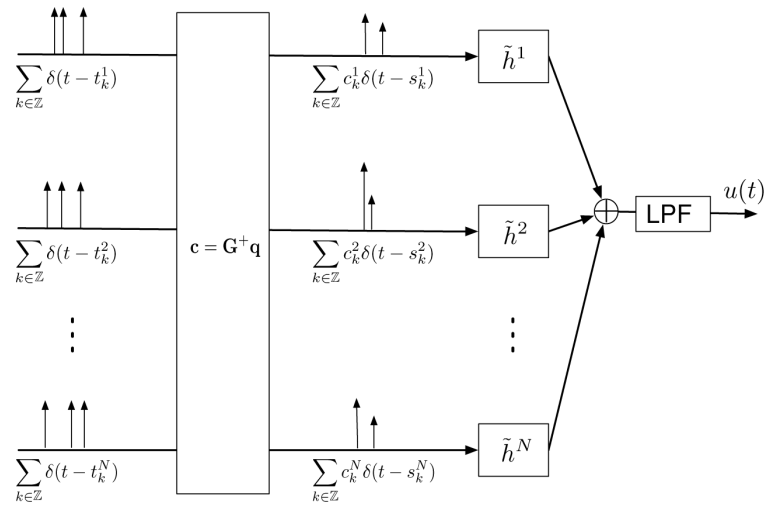 ∑_{k∈ℤ} δ(t − t_k^1)
∑_{k∈ℤ} c_k^1 δ(t − s_k^1)
h̃^1
∑_{k∈ℤ} δ(t − t_k^2)
c = G^+ q
∑_{k∈ℤ} c_k^2 δ(t − s_k^2)
h̃^2
LPF
u(t)
∑_{k∈ℤ} δ(t − t_k^N)
∑_{k∈ℤ} c_k^N δ(t − s_k^N)
h̃^N